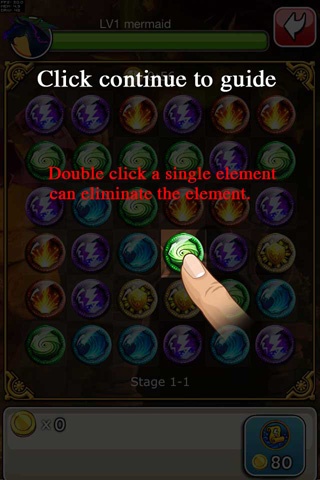 LV1 mermaid
Click continue to guide
Double click a single element
can eliminate the element.
Stage 1-1
×0
80